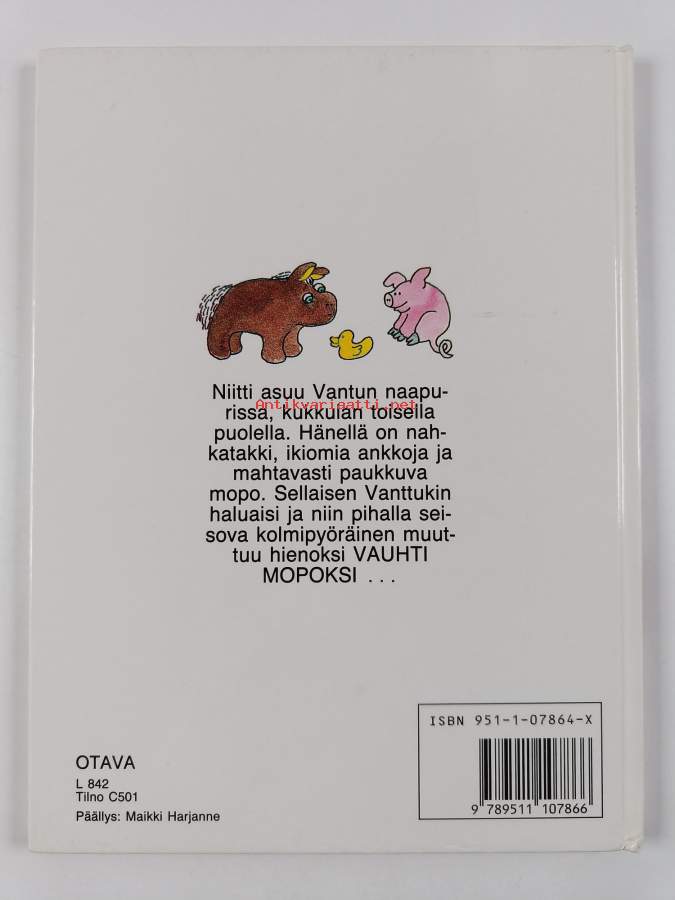 Niitti asuu Vantun naapu-
Antikvariaatti.net
rissa, kukkulan toisella
puolella. Hänellä on nah-
katakki, ikiomia ankkoja ja
mahtavasti paukkuva
mopo. Sellaisen Vanttukin
haluaisi ja niin pihalla sei-
sova kolmipyöräinen muut-
tuu hienoksi VAUHTI
MOPOKSI . . .
ISBN 951-1-07864-X
9 789511 107866
OTAVA
L 842
Tilno C501
Päällys: Maikki Harjanne